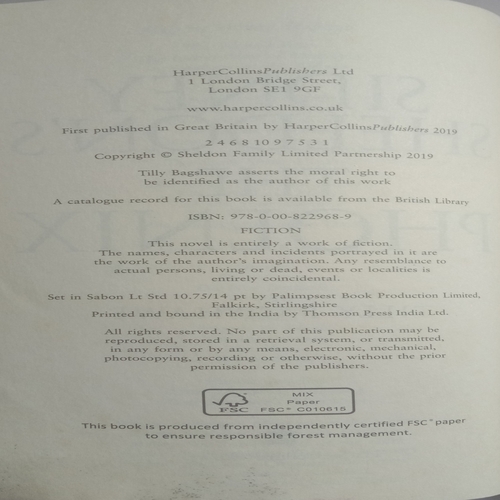 HarperCollinsPublishers Ltd
1 London Bridge Street,
London SE1 9GF
www.harpercollins.co.uk
First published in Great Britain by HarperCollinsPublishers 2019
2 4 6 8 10 9 7 5 3 1
Copyright © Sheldon Family Limited Partnership 2019
Tilly Bagshawe asserts the moral right to
be identified as the author of this work
A catalogue record for this book is available from the British Library
ISBN: 978-0-00-822968-9
FICTION
This novel is entirely a work of fiction.
The names, characters and incidents portrayed in it are
the work of the author's imagination. Any resemblance to
actual persons, living or dead, events or localities is
entirely coincidental.
Set in Sabon Lt Std 10.75/14 pt by Palimpsest Book Production Limited,
Falkirk, Stirlingshire
Printed and bound in the India by Thomson Press India Ltd.
All rights reserved. No part of this publication may be
reproduced, stored in a retrieval system, or transmitted,
in any form or by any means, electronic, mechanical,
photocopying, recording or otherwise, without the prior
permission of the publishers.
MIX
Paper
FSC FSC® C010615
This book is produced from independently certified FSC™ paper
to ensure responsible forest management.